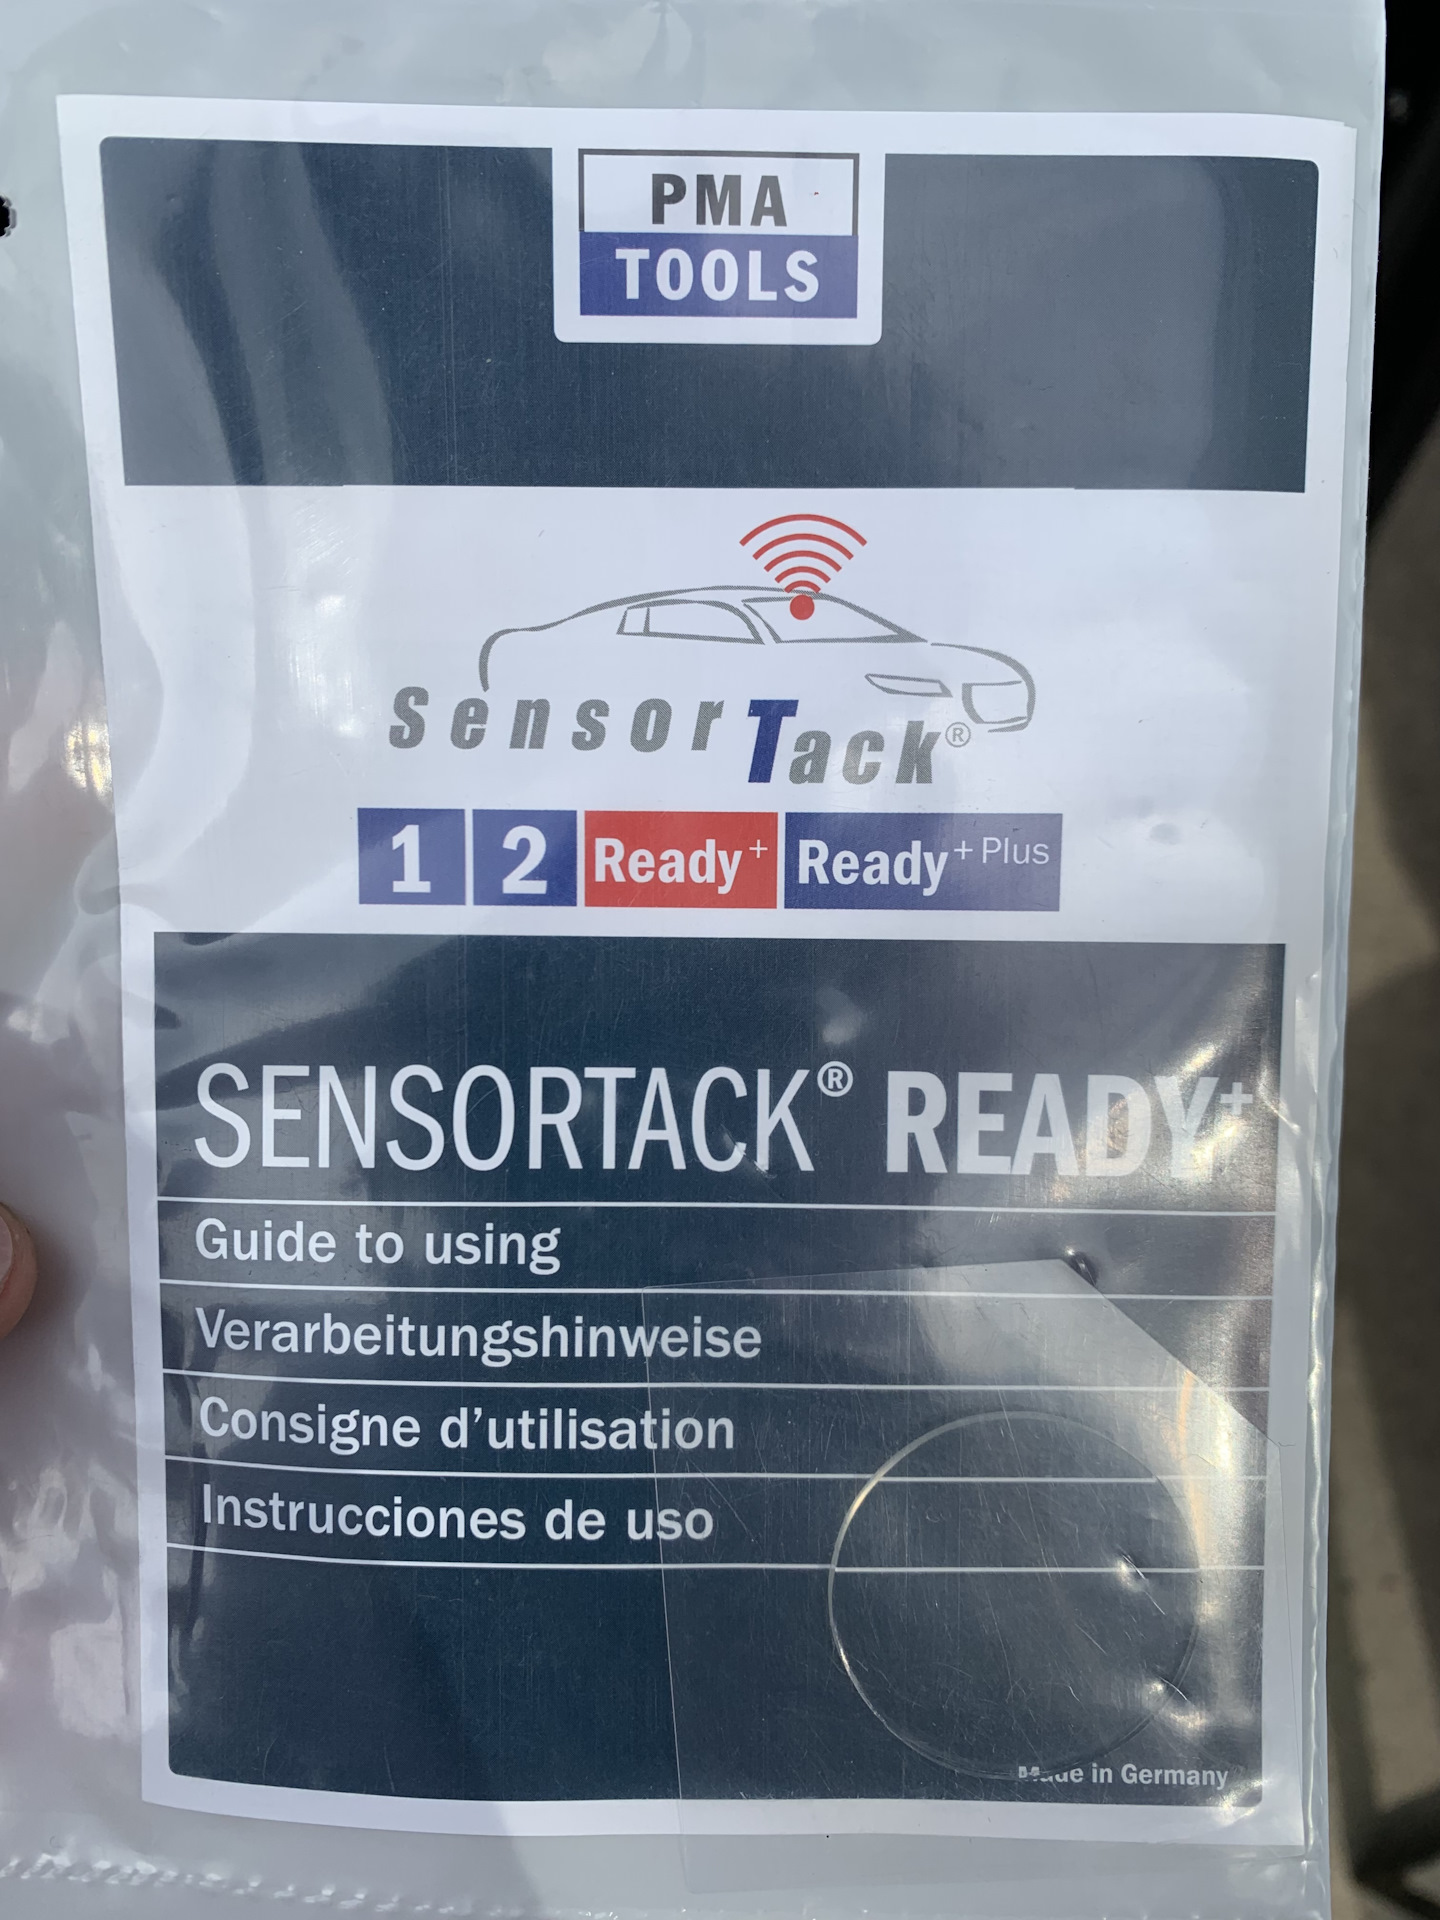 PMA
TOOLS
SensorTack®
1 2 Ready+ Ready+ Plus
SENSORTACK® READY+
Guide to using
Verarbeitungshinweise
Consigne d'utilisation
Instrucciones de uso
Made in Germany